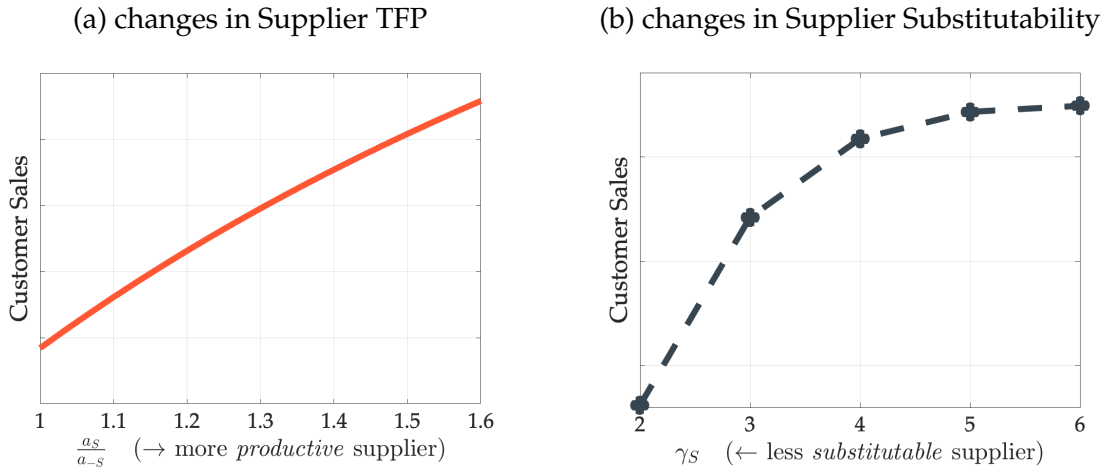 (a) changes in Supplier TFP
Customer Sales
1 1.1 1.2 1.3 1.4 1.5 1.6
a_S / a_{-S} (→ more productive supplier)
(b) changes in Supplier Substitutability
Customer Sales
2 3 4 5 6
γ_S (← less substitutable supplier)